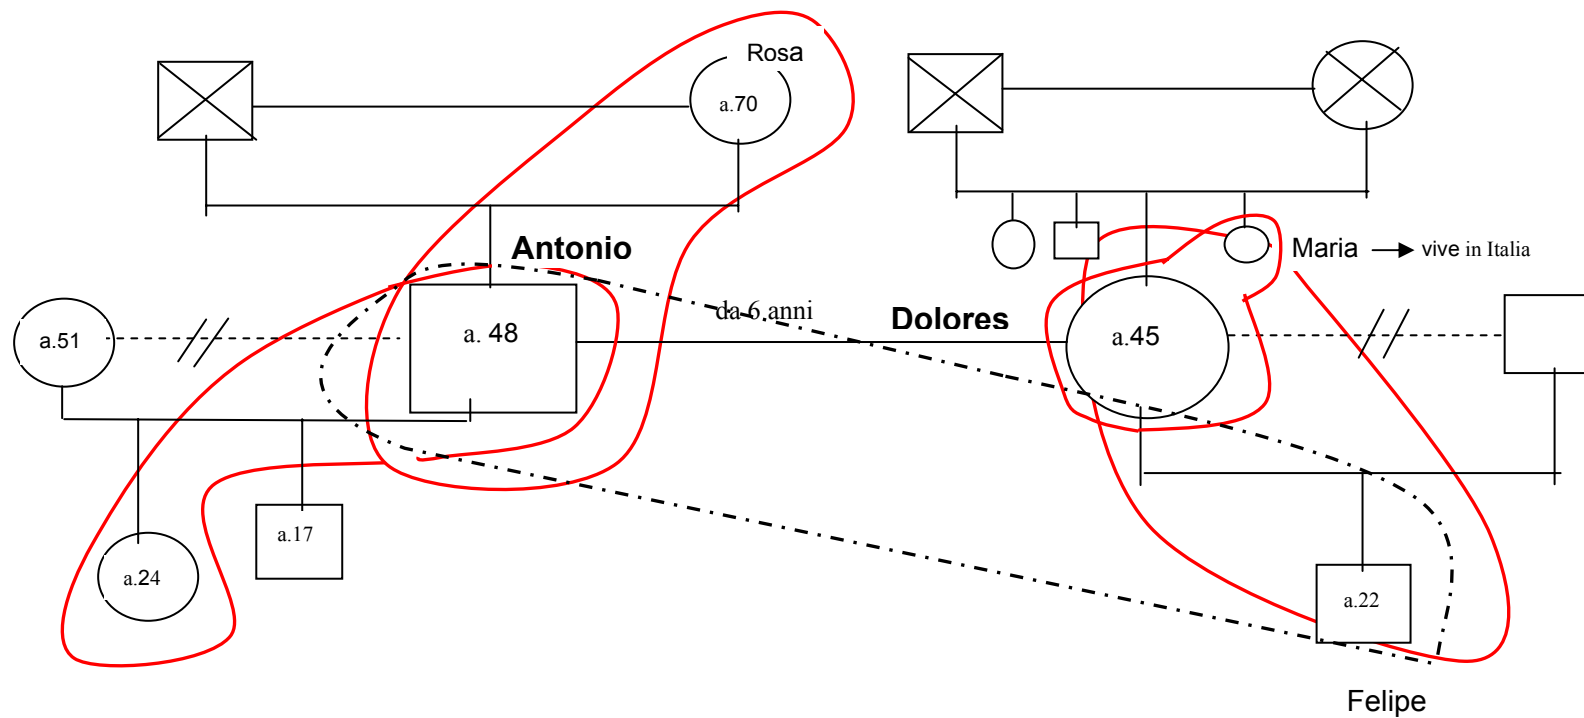 Rosa
a.70
Antonio
Maria
vive in Italia
da 6 anni
Dolores
a.51
a. 48
a.45
a.17
a.24
a.22
Felipe